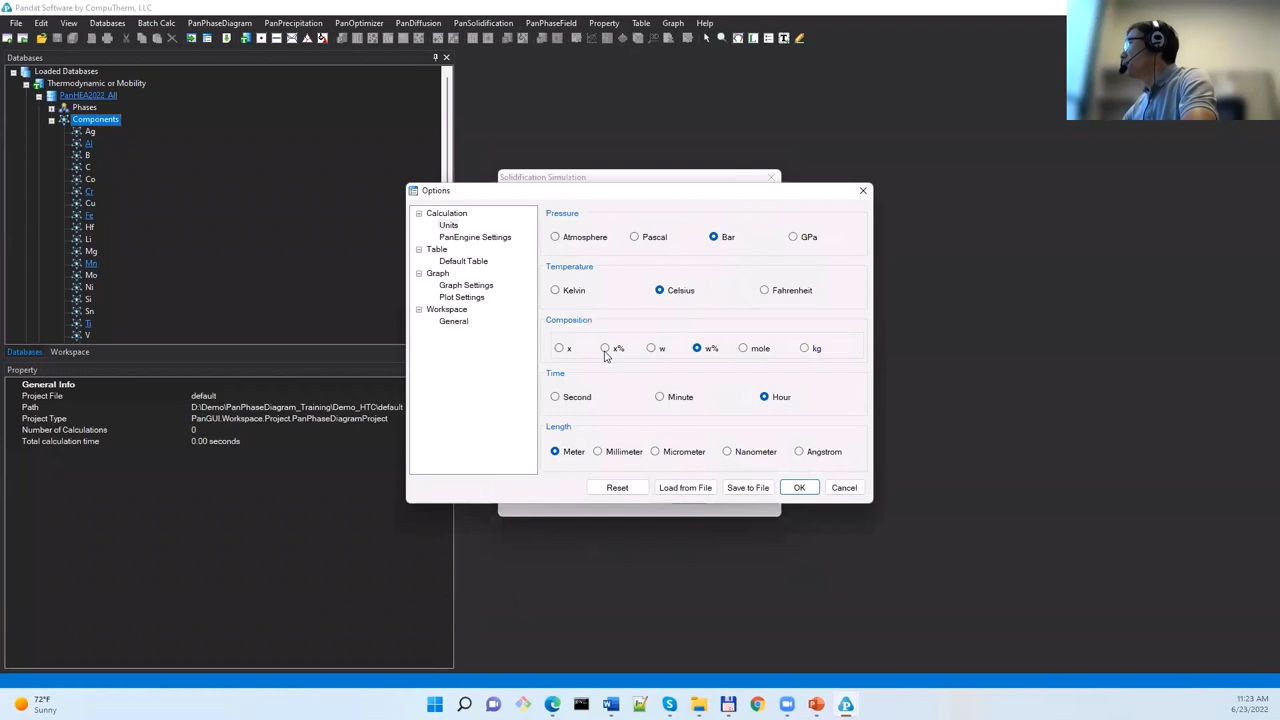 Pandat Software by CompuTherm, LLC
File Edit View Databases Batch Calc PanPhaseDiagram PanPrecipitation PanOptimizer PanDiffusion PanSolidification PanPhaseField Property Table Graph Help
Databases
Loaded Databases
Thermodynamic or Mobility
PanHEA2022_All
Phases
Components
Ag
Al
B
C
Co
Cr
Cu
Fe
Hf
Li
Mg
Mn
Mo
Ni
Si
Sn
Ti
V
Databases Workspace
Property
General Info
Project File default
Path D:\Demo\PanPhaseDiagram_Training\Demo_HTC\default
Project Type PanGUI.Workspace.Project.PanPhaseDiagramProject
Number of Calculations 0
Total calculation time 0.00 seconds
Solidification Simulation
Options
Calculation
Units
PanEngine Settings
Table
Default Table
Graph
Graph Settings
Plot Settings
Workspace
General
Pressure
Atmosphere Pascal Bar GPa
Temperature
Kelvin Celsius Fahrenheit
Composition
x x% w w% mole kg
Time
Second Minute Hour
Length
Meter Millimeter Micrometer Nanometer Angstrom
Reset Load from File Save to File OK Cancel
72°F
Sunny
11:23 AM
6/23/2022